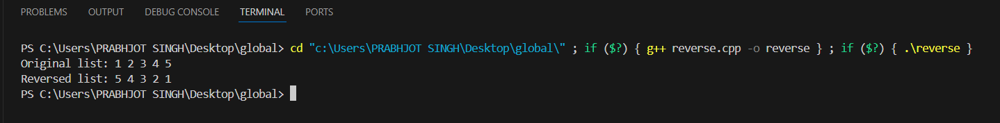 PROBLEMS OUTPUT DEBUG CONSOLE TERMINAL PORTS
PS C:\Users\PRABHJOT SINGH\Desktop\global> cd "c:\Users\PRABHJOT SINGH\Desktop\global\" ; if ($?) { g++ reverse.cpp -o reverse } ; if ($?) { .\reverse }
Original list: 1 2 3 4 5
Reversed list: 5 4 3 2 1
PS C:\Users\PRABHJOT SINGH\Desktop\global>